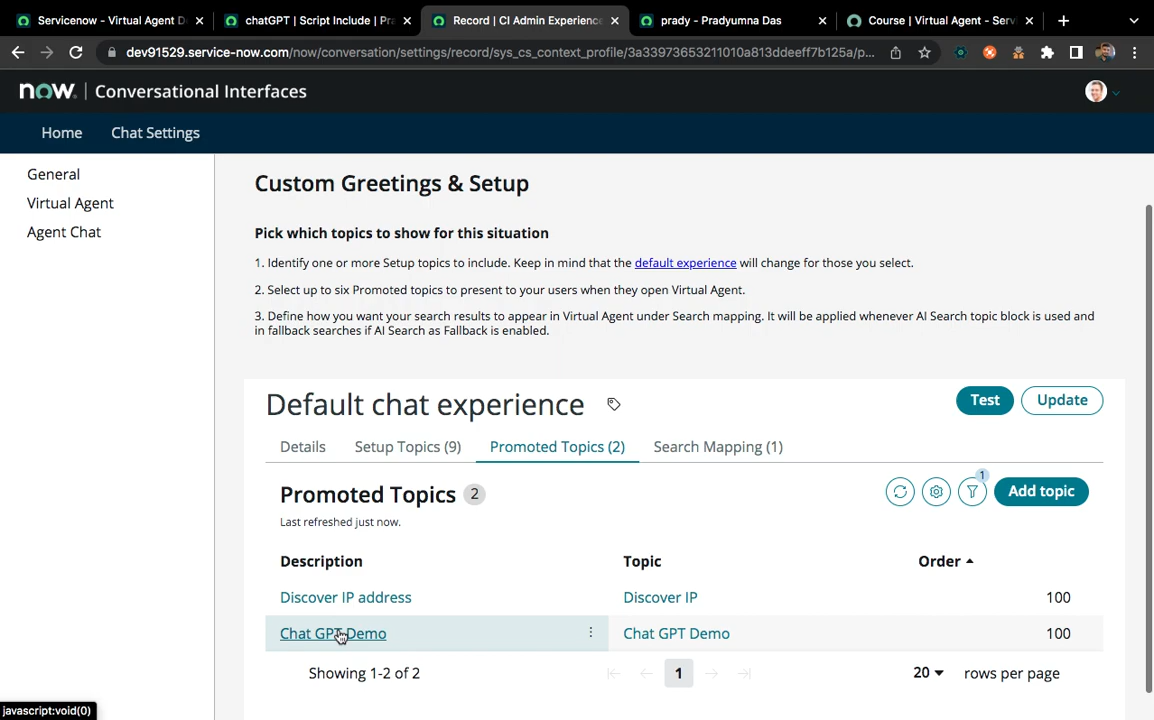 Servicenow - Virtual Agent D
chatGPT | Script Include | Pra
Record | CI Admin Experience
prady - Pradyumna Das
Course | Virtual Agent - Servi
dev91529.service-now.com/now/conversation/settings/record/sys_cs_context_profile/3a33973653211010a813ddeeff7b125a/p...
now. | Conversational Interfaces
Home Chat Settings
General
Virtual Agent
Agent Chat
Custom Greetings & Setup
Pick which topics to show for this situation
1. Identify one or more Setup topics to include. Keep in mind that the default experience will change for those you select.
2. Select up to six Promoted topics to present to your users when they open Virtual Agent.
3. Define how you want your search results to appear in Virtual Agent under Search mapping. It will be applied whenever AI Search topic block is used and
in fallback searches if AI Search as Fallback is enabled.
Default chat experience Test Update
Details Setup Topics (9) Promoted Topics (2) Search Mapping (1)
Promoted Topics 2 1 Add topic
Last refreshed just now.
Description Topic Order
Discover IP address Discover IP 100
Chat GPT Demo Chat GPT Demo 100
Showing 1-2 of 2 1 20 rows per page
javascript:void(0)